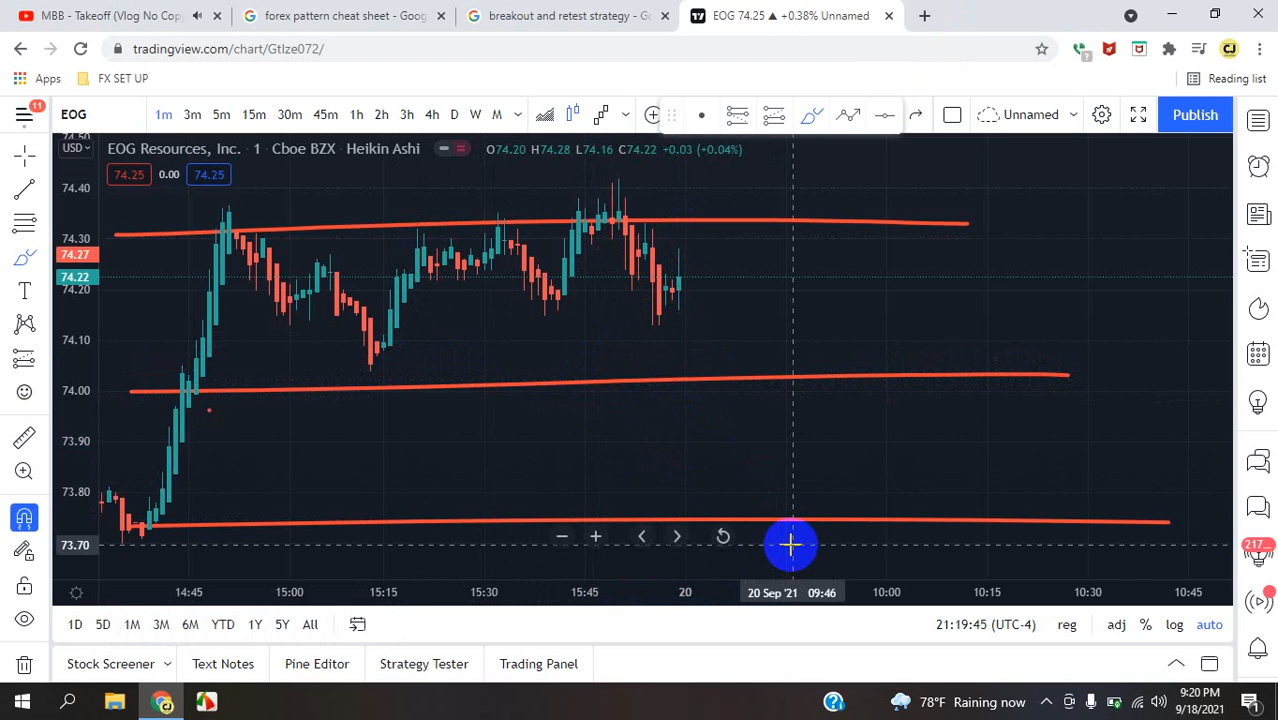 MBB - Takeoff (Vlog No Cop
forex pattern cheat sheet - Goog
breakout and retest strategy - Go
EOG 74.25 ▲ +0.38% Unnamed
tradingview.com/chart/GtIze072/
Apps
FX SET UP
Reading list
11
EOG
1m 3m 5m 15m 30m 45m 1h 2h 3h 4h D W M
Unnamed
Publish
74.50
USD
EOG Resources, Inc. · 1 · Cboe BZX · Heikin Ashi
O74.20 H74.28 L74.16 C74.22 +0.03 (+0.04%)
74.25 0.00 74.25
74.40
74.30
74.27
74.22
74.20
74.10
74.00
73.90
73.80
73.70
217...
14:45 15:00 15:15 15:30 15:45 20 20 Sep '21 09:46 10:00 10:15 10:30 10:45
1D 5D 1M 3M 6M YTD 1Y 5Y All
21:19:45 (UTC-4) reg adj % log auto
Stock Screener Text Notes Pine Editor Strategy Tester Trading Panel
78°F Raining now
9:20 PM
9/18/2021
1